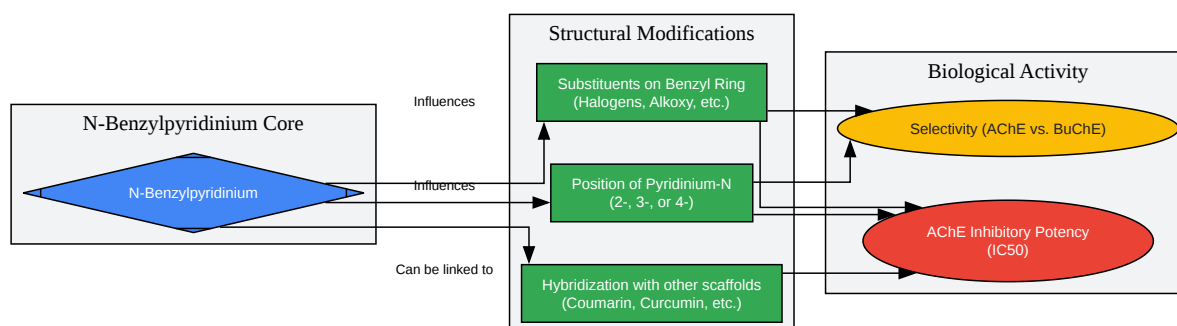 N-Benzylpyridinium Core
N-Benzylpyridinium
Influences
Influences
Can be linked to
Structural Modifications
Substituents on Benzyl Ring
(Halogens, Alkoxy, etc.)
Position of Pyridinium-N
(2-, 3-, or 4-)
Hybridization with other scaffolds
(Coumarin, Curcumin, etc.)
Biological Activity
Selectivity (AChE vs. BuChE)
AChE Inhibitory Potency
(IC50)